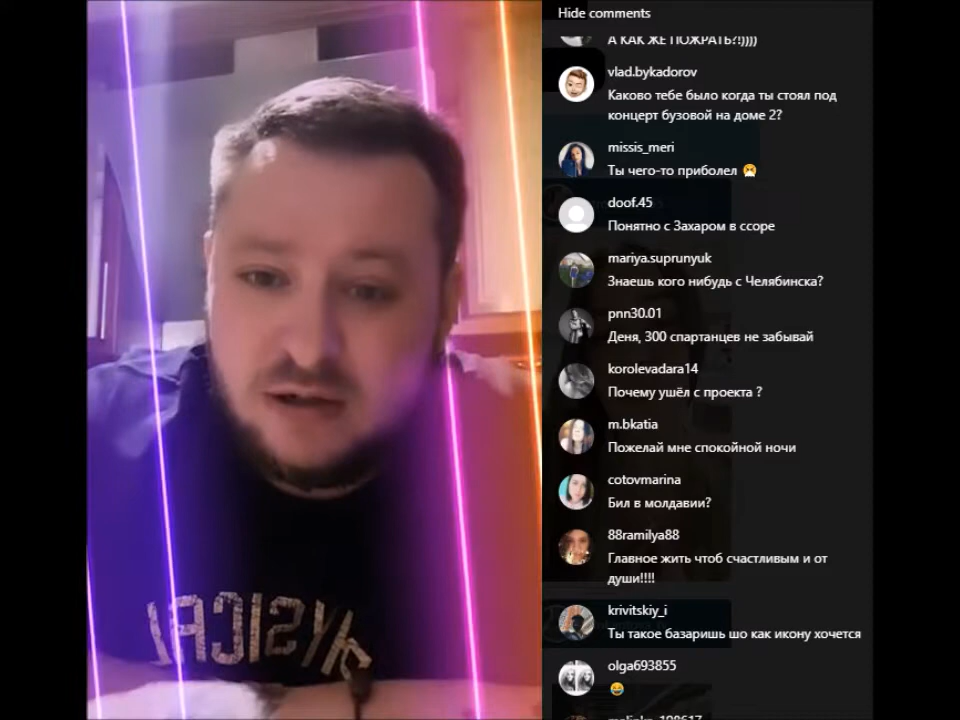 Hide comments
А КАК ЖЕ ПОЖРАТЬ?!))))
vlad.bykadorov
Каково тебе было когда ты стоял под
концерт бузовой на доме 2?
missis_meri
Ты чего-то приболел 😤
doof.45
Понятно с Захаром в ссоре
mariya.suprunyuk
Знаешь кого нибудь с Челябинска?
pnn30.01
Деня, 300 спартанцев не забывай
korolevadara14
Почему ушёл с проекта ?
m.bkatia
Пожелай мне спокойной ночи
cotovmarina
Бил в молдавии?
88ramilya88
Главное жить чтоб счастливым и от
души!!!!
krivitskiy_i
Ты такое базаришь шо как икону хочется
olga693855
😂